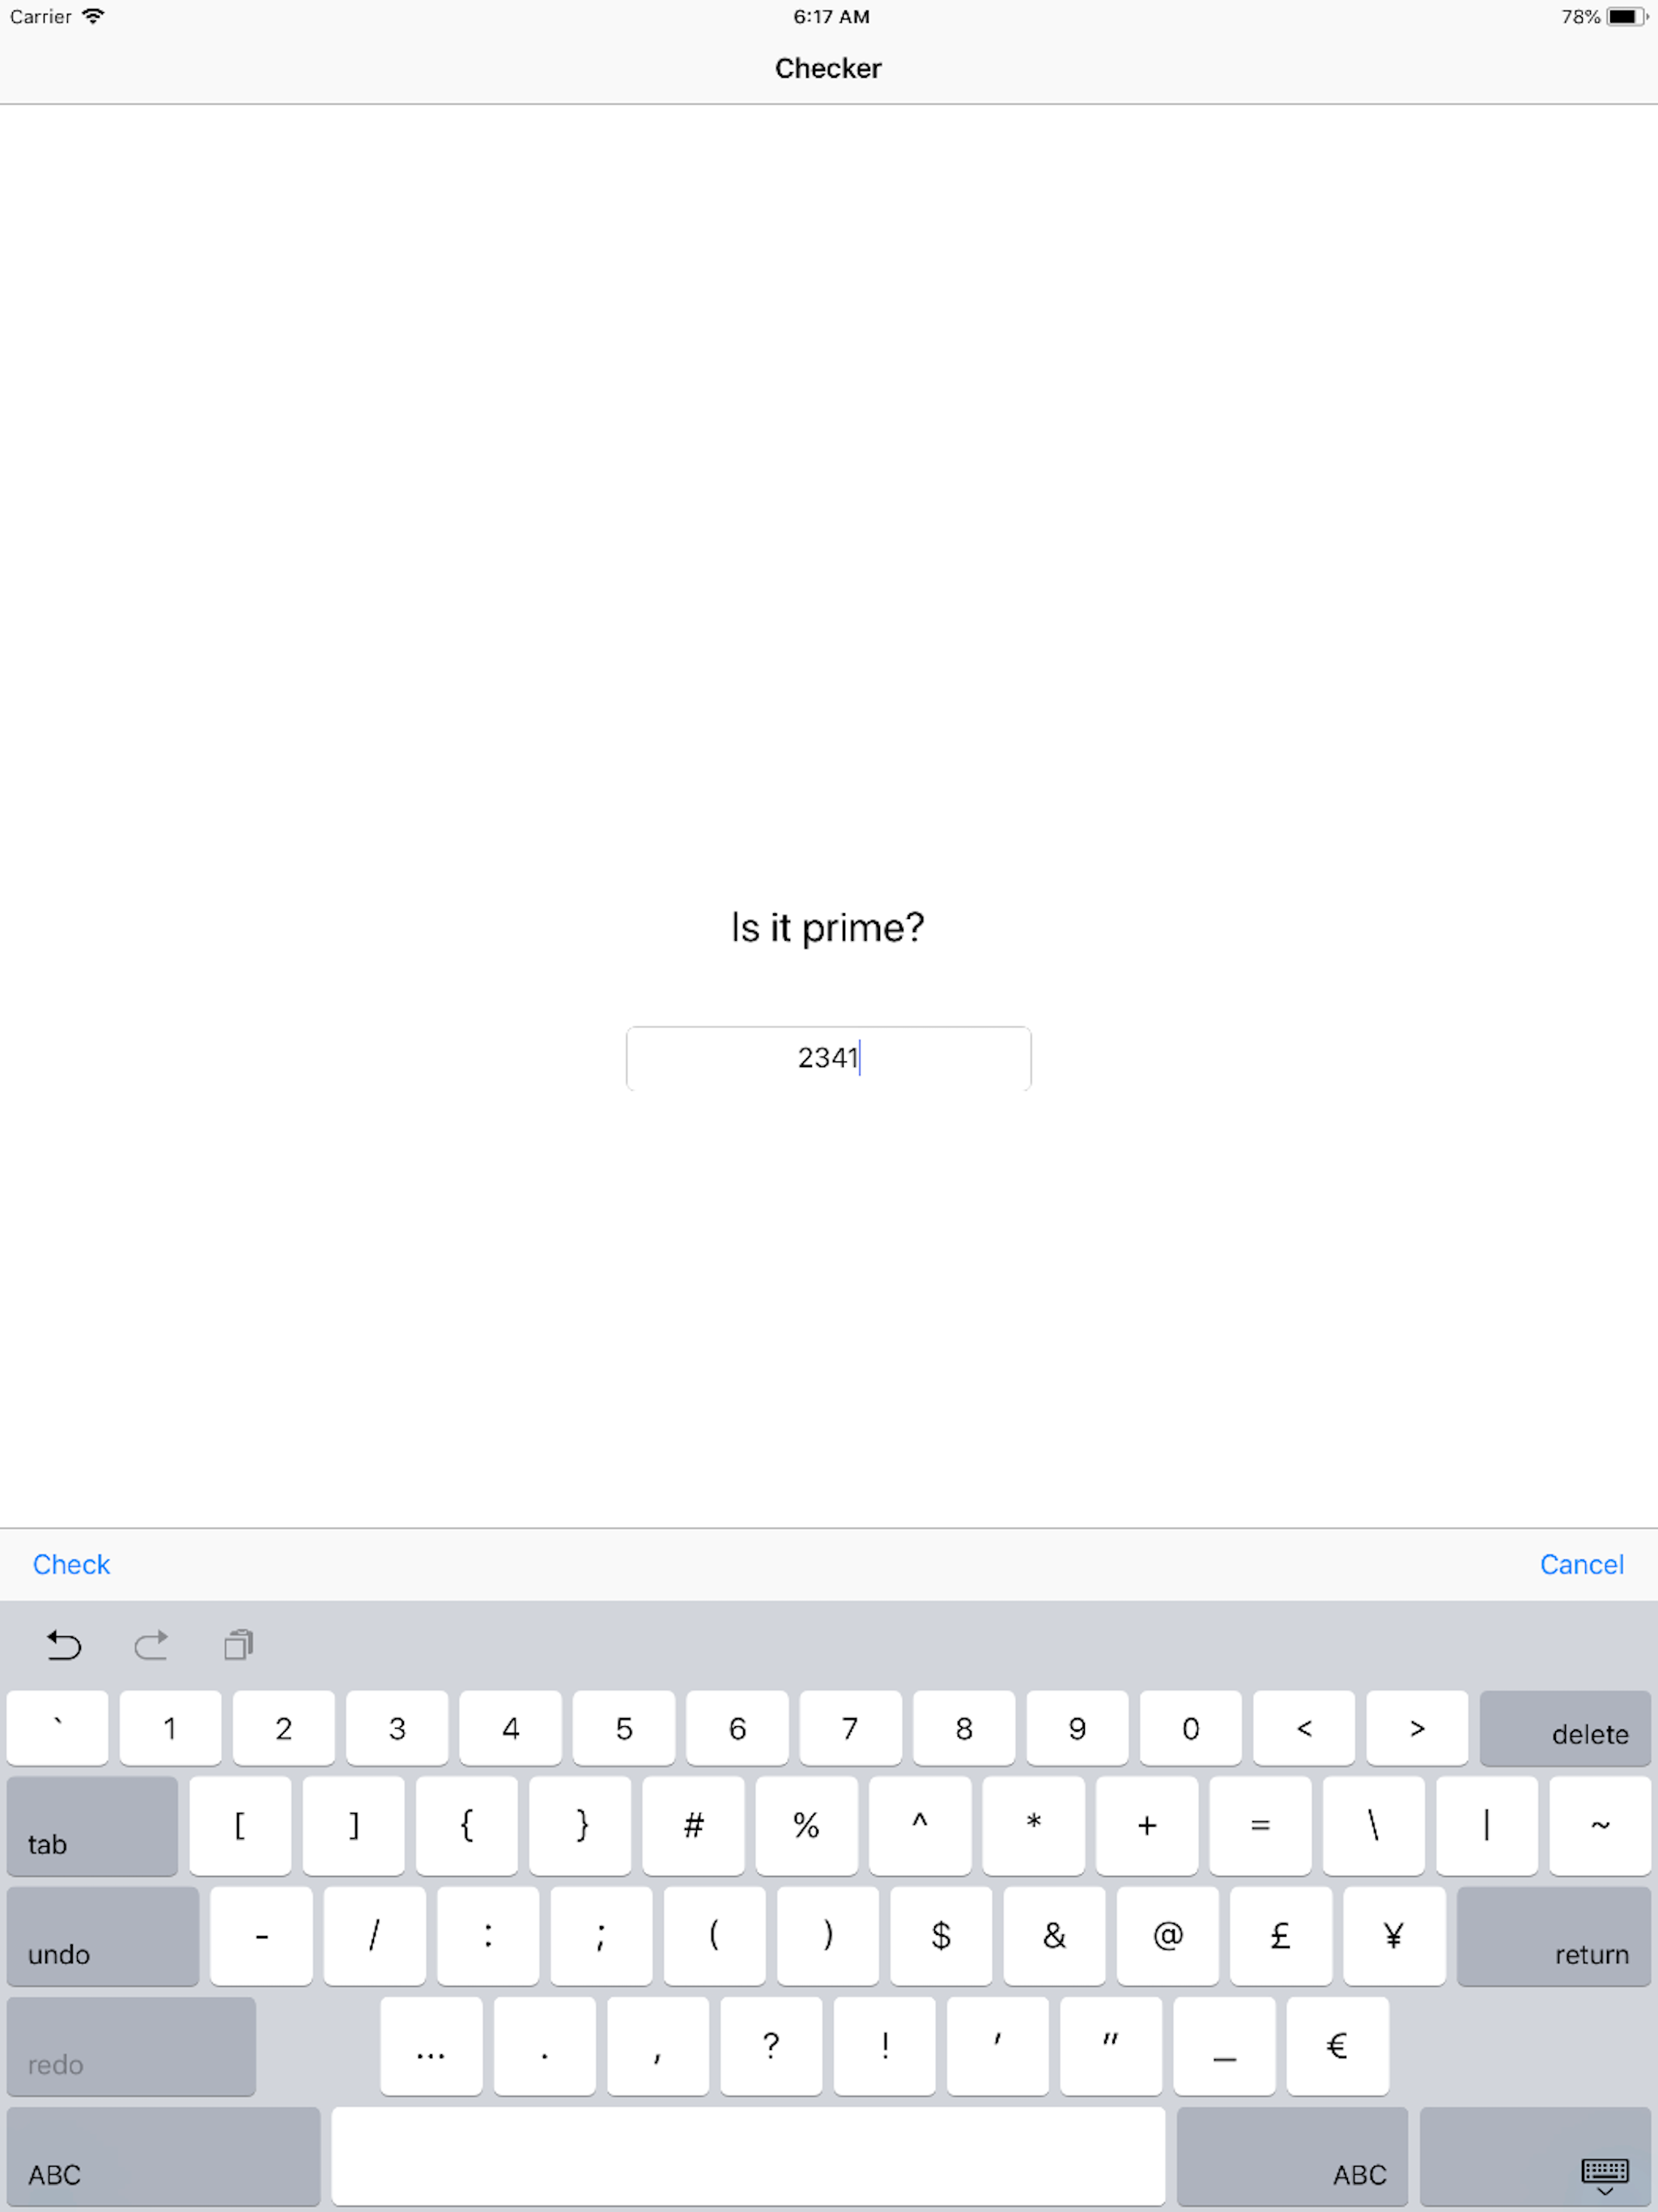 Carrier 6:17 AM 78%
Checker
Is it prime?
2341
Check Cancel
` 1 2 3 4 5 6 7 8 9 0 < > delete
tab [ ] { } # % ^ * + = \ | ~
undo - / : ; ( ) $ & @ £ ¥ return
redo ... . , ? ! ' " _ €
ABC ABC